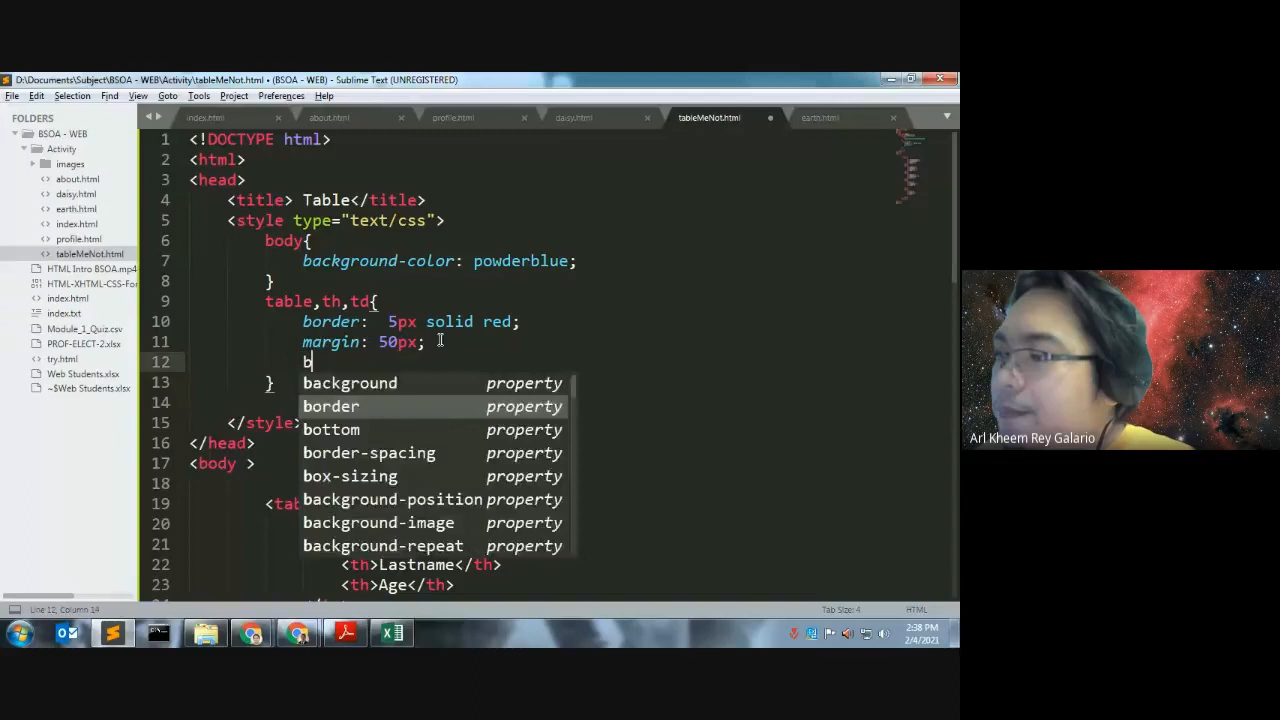 D:\Documents\Subject\BSOA - WEB\Activity\tableMeNot.html • (BSOA - WEB) - Sublime Text (UNREGISTERED)
File Edit Selection Find View Goto Tools Project Preferences Help
FOLDERS
BSOA - WEB
Activity
images
about.html
daisy.html
earth.html
index.html
profile.html
tableMeNot.html
HTML Intro BSOA.mp4
HTML-XHTML-CSS-For
index.html
index.txt
Module_1_Quiz.csv
PROF-ELECT-2.xlsx
try.html
Web Students.xlsx
~$Web Students.xlsx
index.html about.html profile.html daisy.html tableMeNot.html earth.html
1 <!DOCTYPE html>
2 <html>
3 <head>
4 <title> Table</title>
5 <style type="text/css">
6 body{
7 background-color: powderblue;
8 }
9 table,th,td{
10 border:  5px solid red;
11 margin: 50px;
12 b
13 }
14
15 </style>
16 </head>
17 <body >
18
19 <tab
20
21
22 <th>Lastname</th>
23 <th>Age</th>
background property
border property
bottom property
border-spacing property
box-sizing property
background-position property
background-image property
background-repeat property
Line 12, Column 14 Tab Size: 4 HTML
2:38 PM
2/4/2021
Arl Kheem Rey Galario